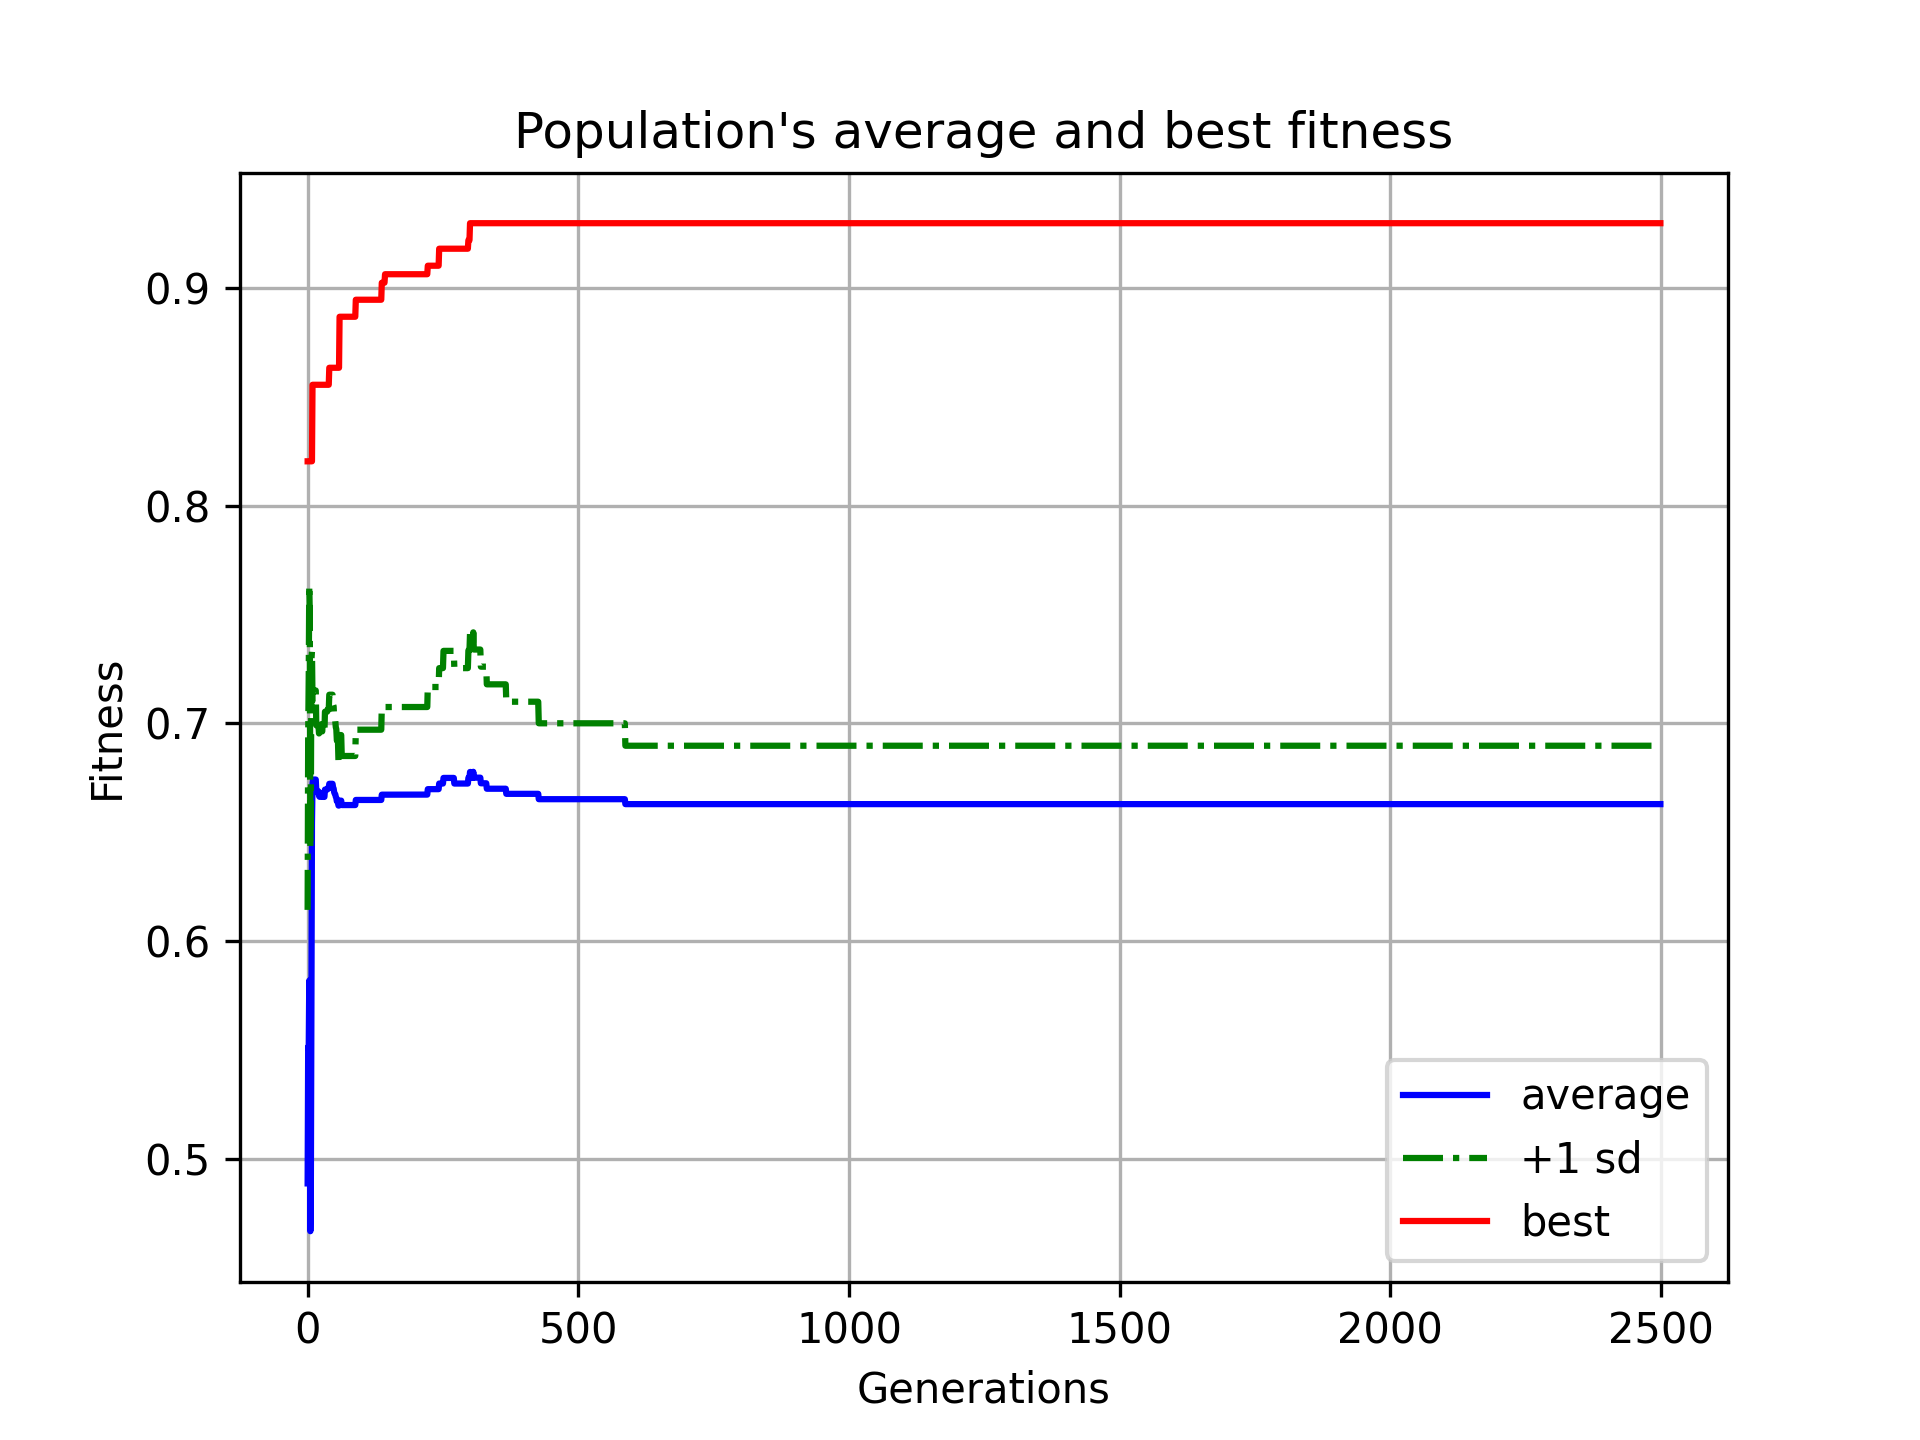 Population's average and best fitness
Fitness
0.9
0.8
0.7
0.6
0.5
0 500 1000 1500 2000 2500
Generations
average
+1 sd
best